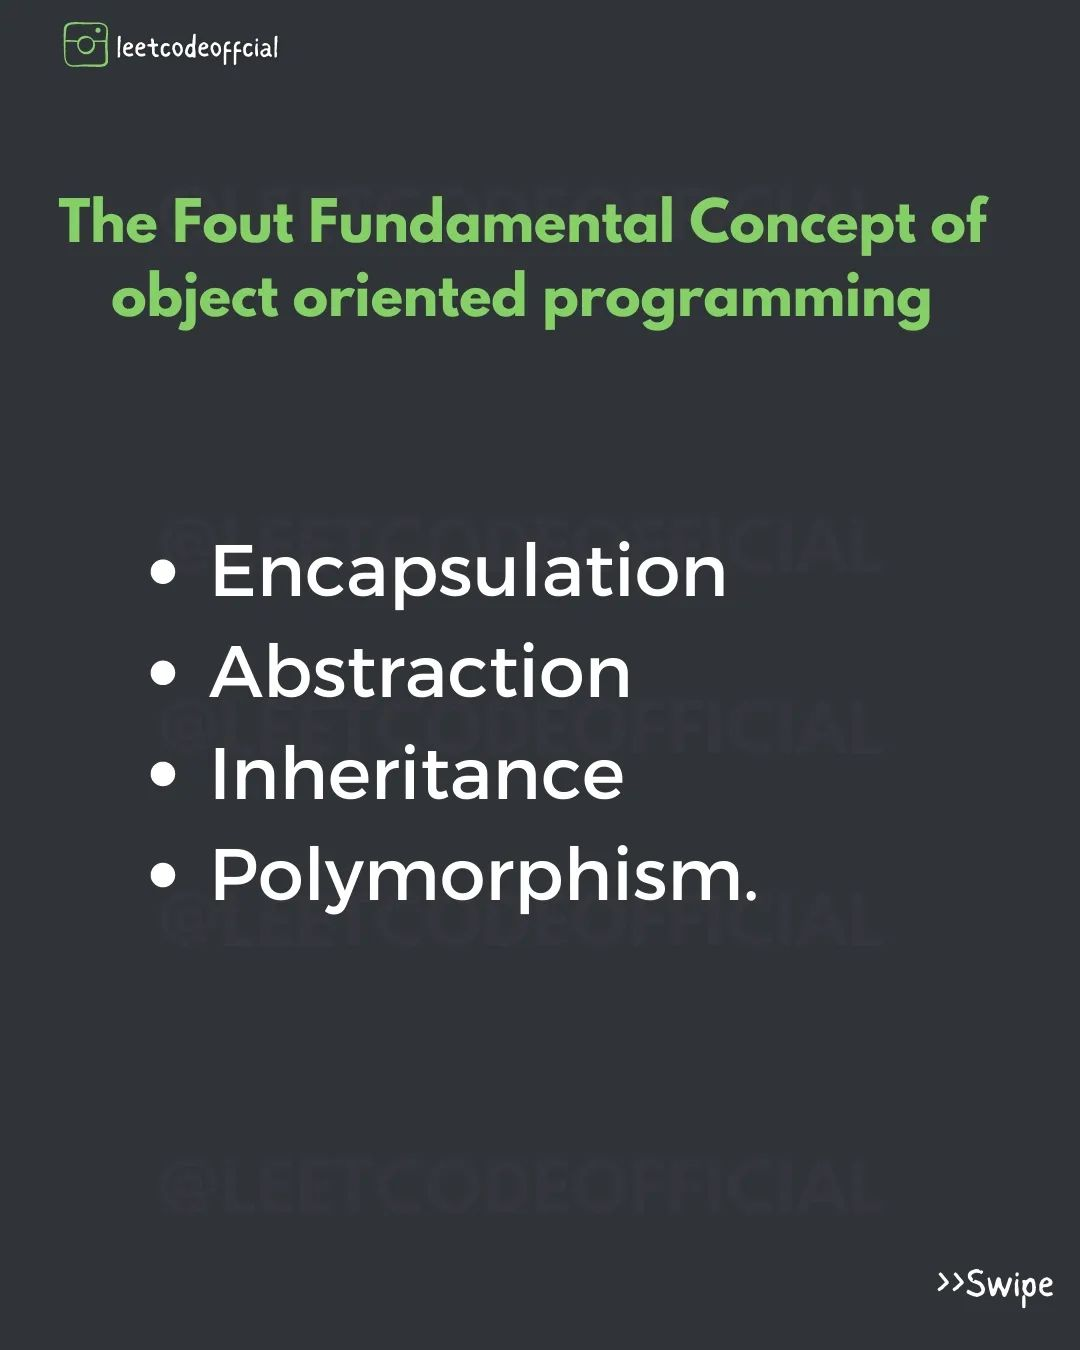 leetcodeoffcial
@LEETCODEOFFICIAL
The Fout Fundamental Concept of
object oriented programming
@LEETCODEOFFICIAL
• Encapsulation
• Abstraction
@LEETCODEOFFICIAL
• Inheritance
• Polymorphism.
@LEETCODEOFFICIAL
@LEETCODEOFFICIAL
>>Swipe